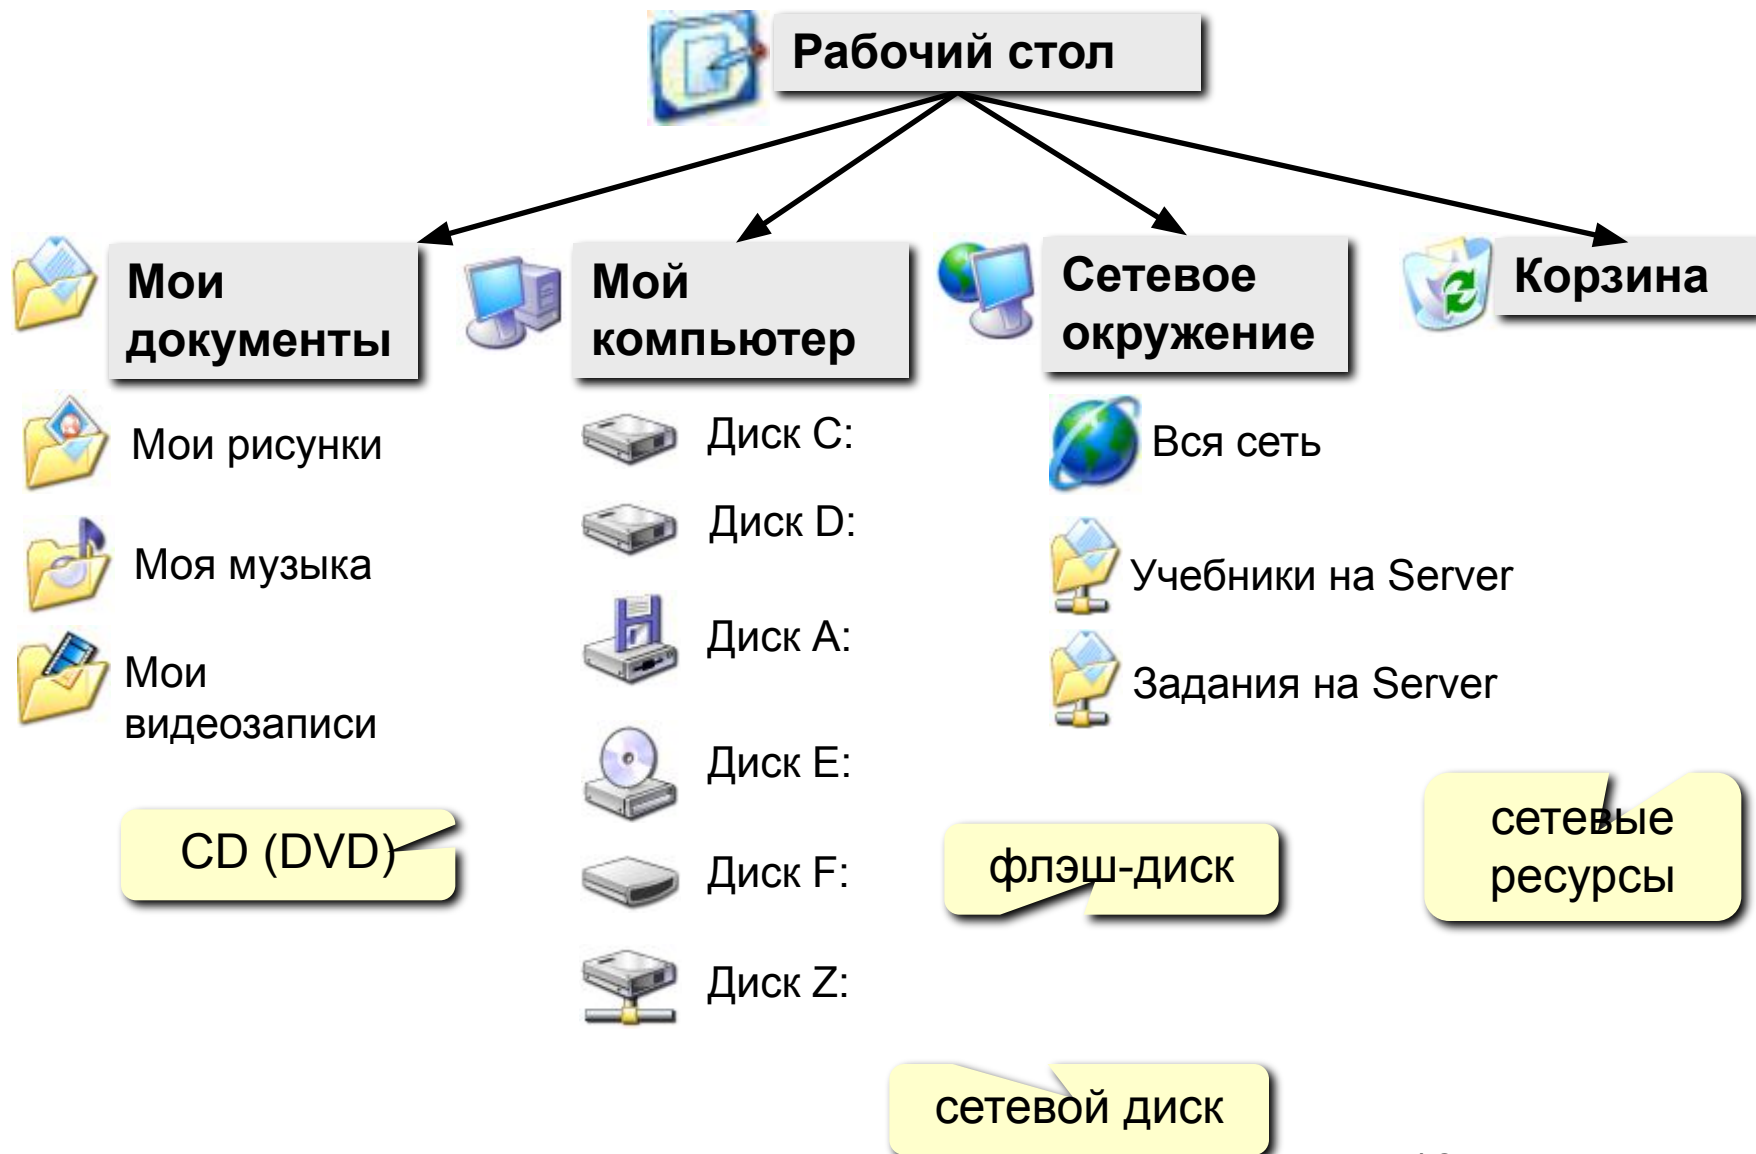 Рабочий стол
Мои
документы
Мой
компьютер
Сетевое
окружение
Корзина
Мои рисунки
Моя музыка
Мои
видеозаписи
CD (DVD)
Диск C:
Диск D:
Диск A:
Диск E:
Диск F:
Диск Z:
Вся сеть
Учебники на Server
Задания на Server
флэш-диск
сетевые
ресурсы
сетевой диск